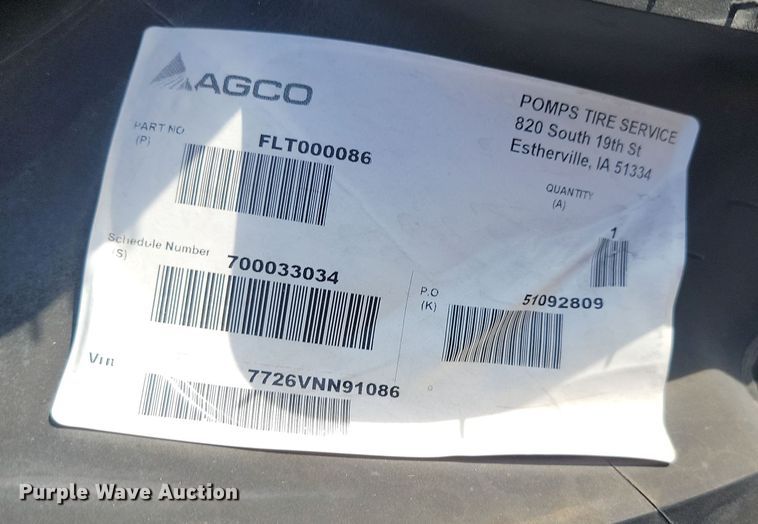 AGCO
POMPS TIRE SERVICE
820 South 19th St
Estherville, IA 51334
PART NO
(P)
FLT000086
QUANTITY
(A)
1
Schedule Number
(S)
700033034
P.O
(K)
51092809
7726VNN91086
Purple Wave Auction